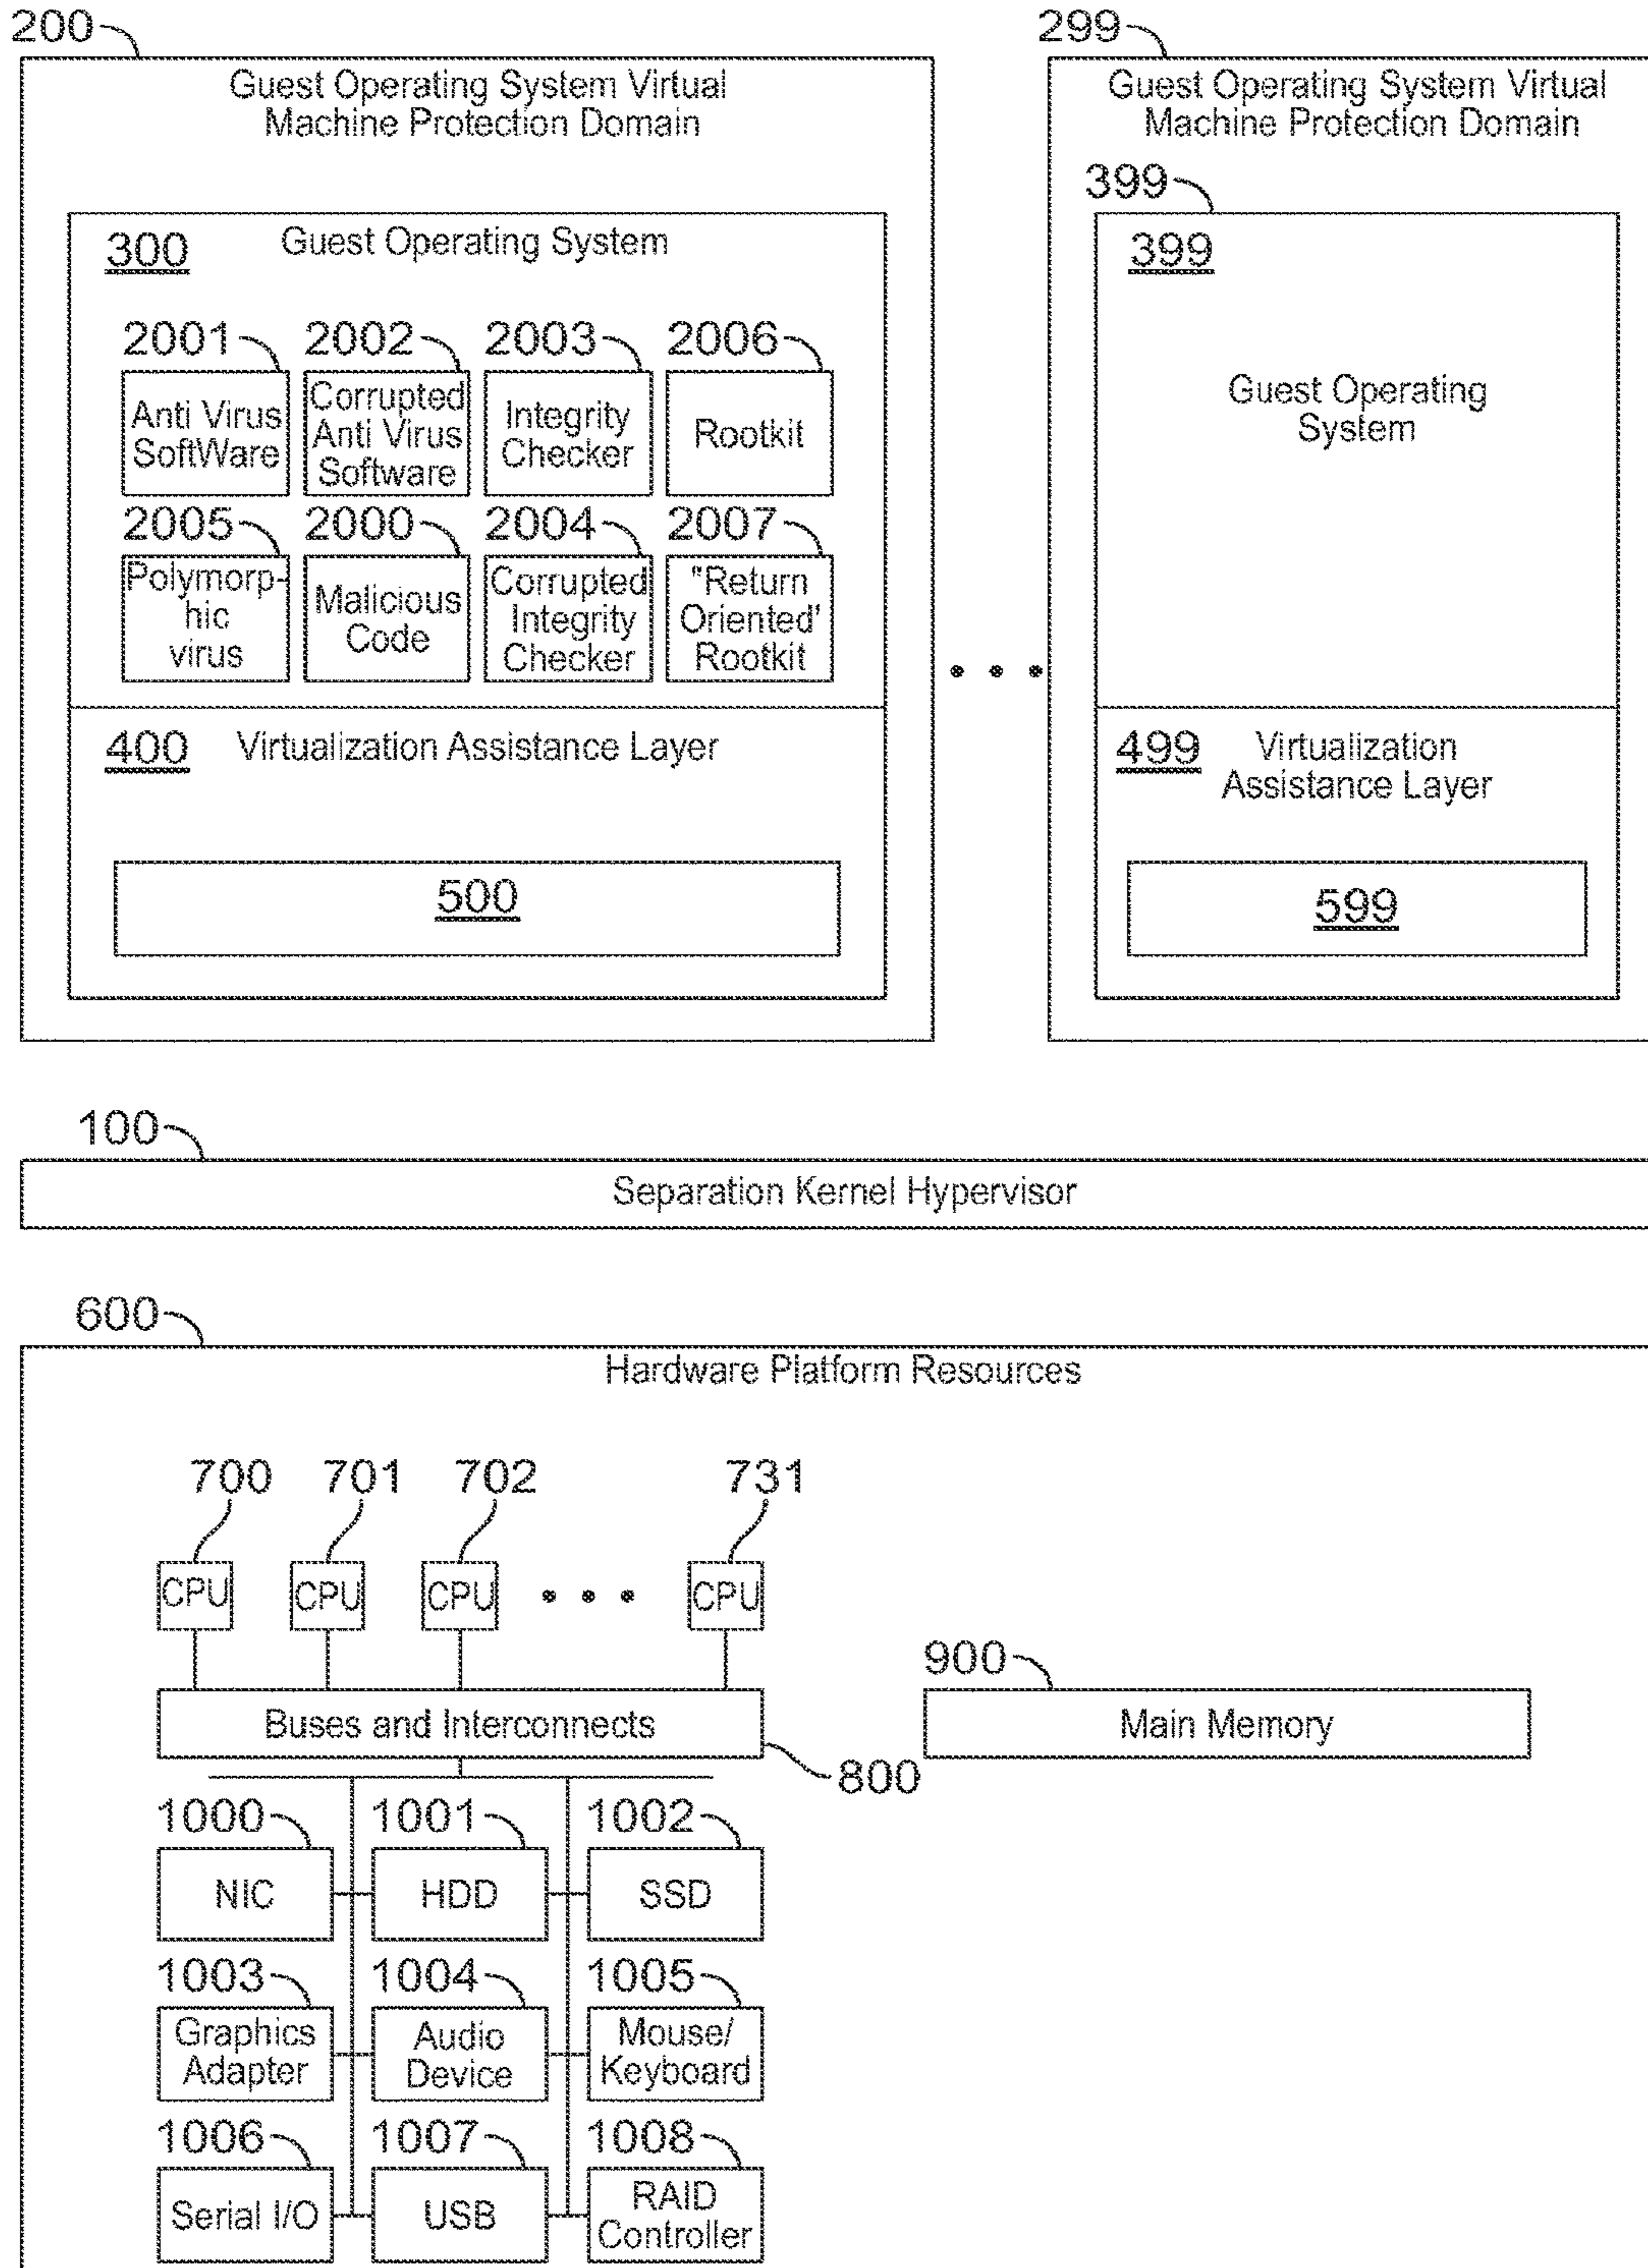 200
299
Guest Operating System Virtual
Machine Protection Domain
Guest Operating System Virtual
Machine Protection Domain
399
300
Guest Operating System
399
Guest Operating
System
2001
2002
2003
2006
Anti Virus
SoftWare
Corrupted
Anti Virus
Software
Integrity
Checker
Rootkit
2005
2000
2004
2007
Polymorp-
hic
virus
Malicious
Code
Corrupted
Integrity
Checker
"Return
Oriented'
Rootkit
400
Virtualization Assistance Layer
499
Virtualization
Assistance Layer
500
599
100
Separation Kernel Hypervisor
600
Hardware Platform Resources
700
701
702
731
CPU
CPU
CPU
CPU
900
Buses and Interconnects
Main Memory
800
1000
1001
1002
NIC
HDD
SSD
1003
1004
1005
Graphics
Adapter
Audio
Device
Mouse/
Keyboard
1006
1007
1008
Serial I/O
USB
RAID
Controller